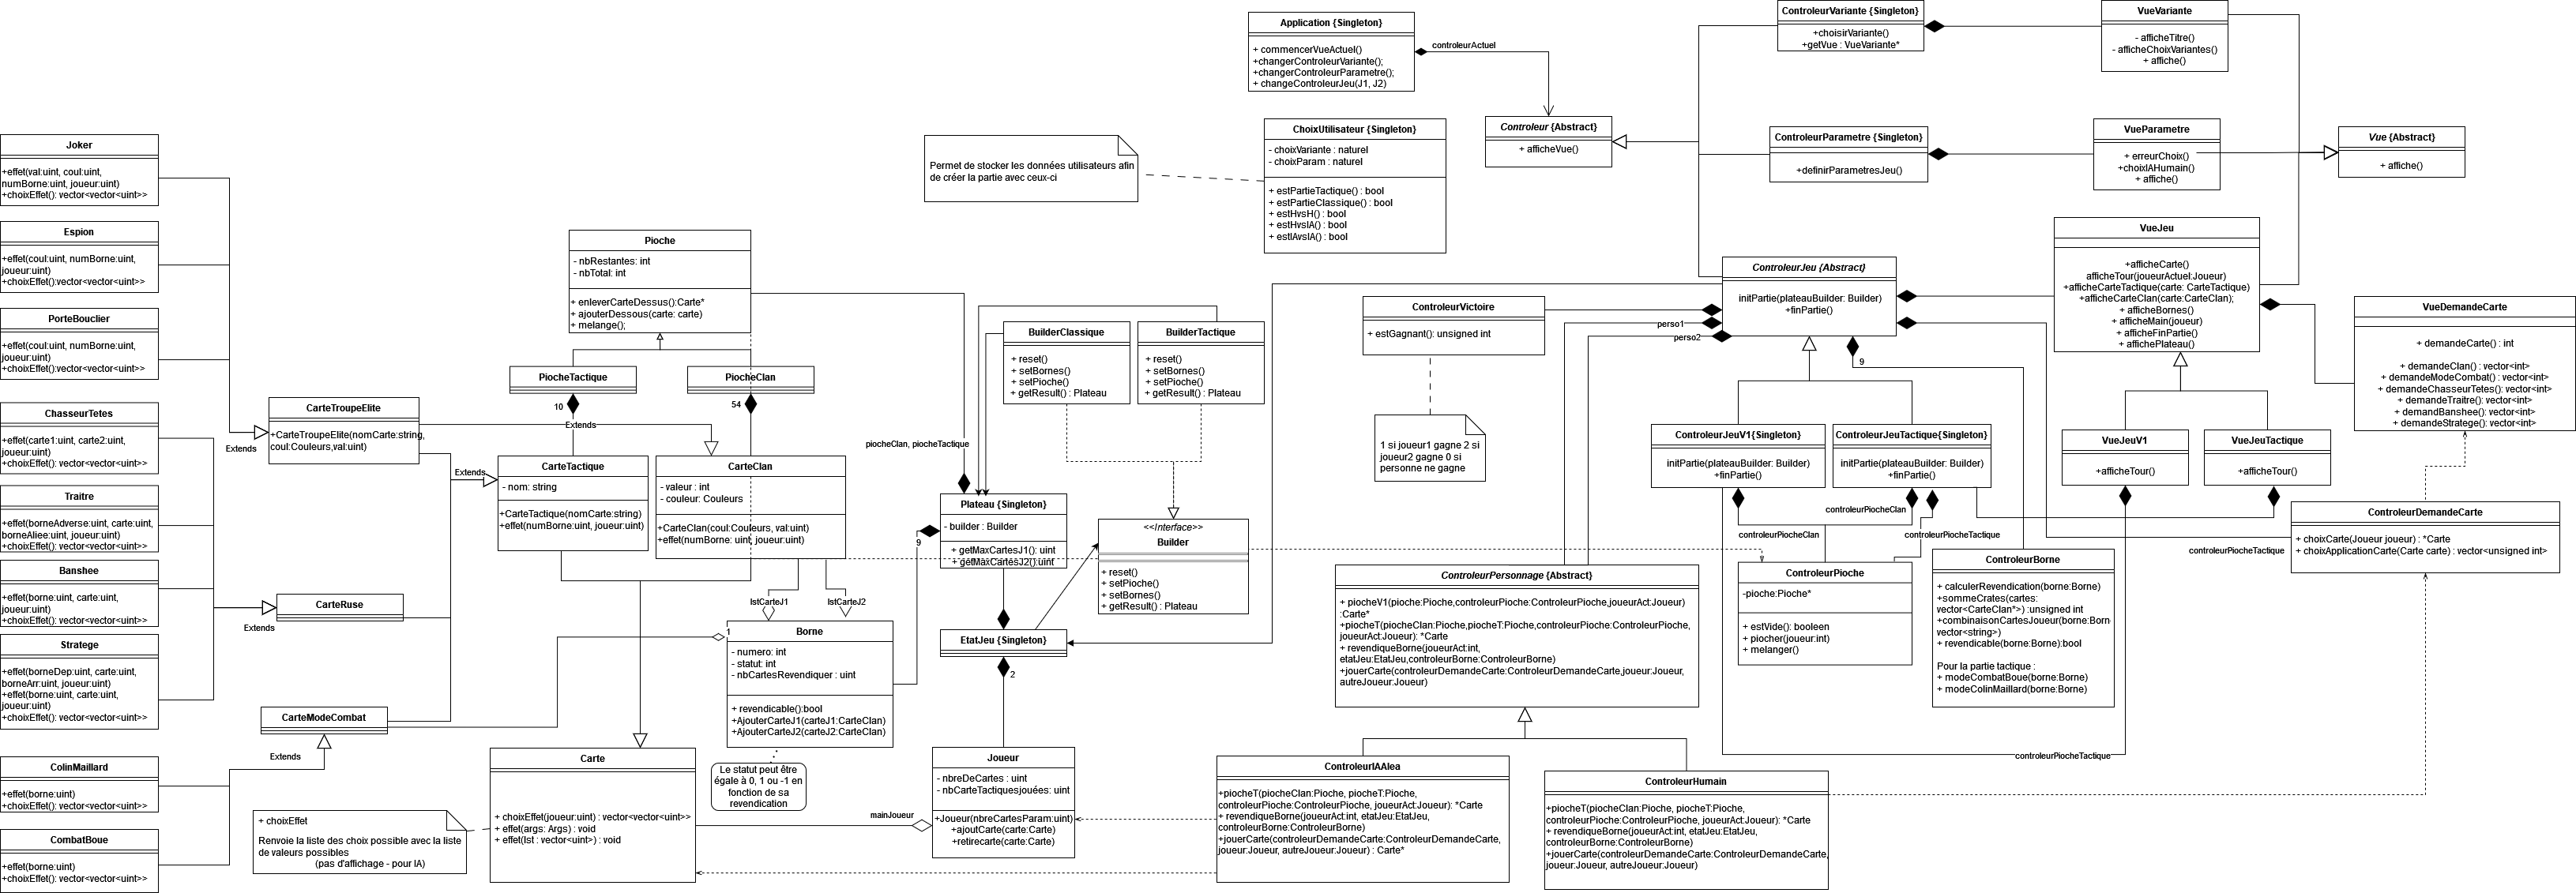 Joker
+effet(val:uint, coul:uint,
numBorne:uint, joueur:uint)
+choixEffet(): vector<vector<uint>>
Espion
+effet(coul:uint, numBorne:uint,
joueur:uint)
+choixEffet():vector<vector<uint>>
PorteBouclier
+effet(coul:uint, numBorne:uint,
joueur:uint)
+choixEffet():vector<vector<uint>>
ChasseurTetes
+effet(carte1:uint, carte2:uint,
joueur:uint)
+choixEffet(): vector<vector<uint>>
Traitre
+effet(borneAdverse:uint, carte:uint,
borneAliee:uint, joueur:uint)
+choixEffet(): vector<vector<uint>>
Banshee
+effet(borne:uint, carte:uint,
joueur:uint)
+choixEffet(): vector<vector<uint>>
Stratege
+effet(borneDep:uint, carte:uint,
borneArr:uint, joueur:uint)
+effet(borne:uint, carte:uint,
joueur:uint)
+choixEffet(): vector<vector<uint>>
ColinMaillard
+effet(borne:uint)
+choixEffet(): vector<vector<uint>>
CombatBoue
+effet(borne:uint)
+choixEffet(): vector<vector<uint>>
Extends
CarteTroupeElite
+CarteTroupeElite(nomCarte:string,
coul:Couleurs,val:uint)
Extends
CarteRuse
Extends
CarteModeCombat
Extends
+ choixEffet
Renvoie la liste des choix possible avec la liste
de valeurs possibles
(pas d'affichage - pour IA)
Pioche
- nbRestantes: int
- nbTotal: int
+ enleverCarteDessus():Carte*
+ ajouterDessous(carte: carte)
+ melange();
PiocheTactique
PiocheClan
10
54
Extends
Extends
CarteTactique
- nom: string
+CarteTactique(nomCarte:string)
+effet(numBorne:uint, joueur:uint)
CarteClan
- valeur : int
- couleur: Couleurs
+CarteClan(coul:Couleurs, val:uint)
+effet(numBorne: uint, joueur:uint)
lstCarteJ1
lstCarteJ2
1
Borne
- numero: int
- statut: int
- nbCartesRevendiquer : uint
+ revendicable():bool
+AjouterCarteJ1(carteJ1:CarteClan)
+AjouterCarteJ2(carteJ2:CarteClan)
Le statut peut être
égale à 0, 1 ou -1 en
fonction de sa
revendication
Carte
+ choixEffet(joueur:uint) : vector<vector<uint>>
+ effet(args: Args) : void
+ effet(lst : vector<uint>) : void
mainJoueur
Joueur
- nbreDeCartes : uint
- nbCarteTactiquesjouées: uint
+Joueur(nbreCartesParam:uint)
+ajoutCarte(carte:Carte)
+retirecarte(carte:Carte)
Permet de stocker les données utilisateurs afin
de créer la partie avec ceux-ci
BuilderClassique
+ reset()
+ setBornes()
+ setPioche()
+ getResult() : Plateau
BuilderTactique
+ reset()
+ setBornes()
+ setPioche()
+ getResult() : Plateau
piocheClan, piocheTactique
Plateau {Singleton}
- builder : Builder
+ getMaxCartesJ1(): uint
+ getMaxCartesJ2():uint
9
<<Interface>>
Builder
+ reset()
+ setPioche()
+ setBornes()
+ getResult() : Plateau
EtatJeu {Singleton}
2
Application {Singleton}
+ commencerVueActuel()
+changerControleurVariante();
+changerControleurParametre();
+ changeControleurJeu(J1, J2)
controleurActuel
ChoixUtilisateur {Singleton}
- choixVariante : naturel
- choixParam : naturel
+ estPartieTactique() : bool
+ estPartieClassique() : bool
+ estHvsH() : bool
+ estHvsIA() : bool
+ estIAvsIA() : bool
Controleur {Abstract}
+ afficheVue()
ControleurVariante {Singleton}
+choisirVariante()
+getVue : VueVariante*
VueVariante
- afficheTitre()
- afficheChoixVariantes()
+ affiche()
ControleurParametre {Singleton}
+definirParametresJeu()
VueParametre
+ erreurChoix()
+choixIAHumain()
+ affiche()
Vue {Abstract}
+ affiche()
ControleurVictoire
+ estGagnant(): unsigned int
1 si joueur1 gagne 2 si
joueur2 gagne 0 si
personne ne gagne
ControleurJeu {Abstract}
initPartie(plateauBuilder: Builder)
+finPartie()
perso1
perso2
9
VueJeu
+afficheCarte()
afficheTour(joueurActuel:Joueur)
+afficheCarteTactique(carte: CarteTactique)
+afficheCarteClan(carte:CarteClan);
+ afficheBornes()
+ afficheMain(joueur)
+ afficheFinPartie()
+ affichePlateau()
VueDemandeCarte
+ demandeCarte() : int
+ demandeClan() : vector<int>
+ demandeModeCombat() : vector<int>
+ demandeChasseurTetes(): vector<int>
+ demandeTraitre(): vector<int>
+ demandBanshee(): vector<int>
+ demandeStratege(): vector<int>
ControleurJeuV1{Singleton}
initPartie(plateauBuilder: Builder)
+finPartie()
ControleurJeuTactique{Singleton}
initPartie(plateauBuilder: Builder)
+finPartie()
VueJeuV1
+afficheTour()
VueJeuTactique
+afficheTour()
controleurPiocheClan
controleurPiocheClan
controleurPiocheTactique
controleurPiocheTactique
controleurPiocheTactique
ControleurDemandeCarte
+ choixCarte(Joueur joueur) : *Carte
+ choixApplicationCarte(Carte carte) : vector<unsigned int>
ControleurPioche
-pioche:Pioche*
+ estVide(): booleen
+ piocher(joueur:int)
+ melanger()
ControleurBorne
+ calculerRevendication(borne:Borne)
+sommeCrates(cartes:
vector<CarteClan*>) :unsigned int
+combinaisonCartesJoueur(borne:Born
vector<string>)
+ revendicable(borne:Borne):bool
Pour la partie tactique :
+ modeCombatBoue(borne:Borne)
+ modeColinMaillard(borne:Borne)
ControleurPersonnage {Abstract}
+ piocheV1(pioche:Pioche,controleurPioche:ControleurPioche,joueurAct:Joueur)
:Carte*
+piocheT(piocheClan:Pioche,piocheT:Pioche,controleurPioche:ControleurPioche,
joueurAct:Joueur): *Carte
+ revendiqueBorne(joueurAct:int,
etatJeu:EtatJeu,controleurBorne:ControleurBorne)
+jouerCarte(controleurDemandeCarte:ControleurDemandeCarte,joueur:Joueur,
autreJoueur:Joueur)
ControleurIAAlea
+piocheT(piocheClan:Pioche, piocheT:Pioche,
controleurPioche:ControleurPioche, joueurAct:Joueur): *Carte
+ revendiqueBorne(joueurAct:int, etatJeu:EtatJeu,
controleurBorne:ControleurBorne)
+jouerCarte(controleurDemandeCarte:ControleurDemandeCarte,
joueur:Joueur, autreJoueur:Joueur) : Carte*
ControleurHumain
+piocheT(piocheClan:Pioche, piocheT:Pioche,
controleurPioche:ControleurPioche, joueurAct:Joueur): *Carte
+ revendiqueBorne(joueurAct:int, etatJeu:EtatJeu,
controleurBorne:ControleurBorne)
+jouerCarte(controleurDemandeCarte:ControleurDemandeCarte,
joueur:Joueur, autreJoueur:Joueur)